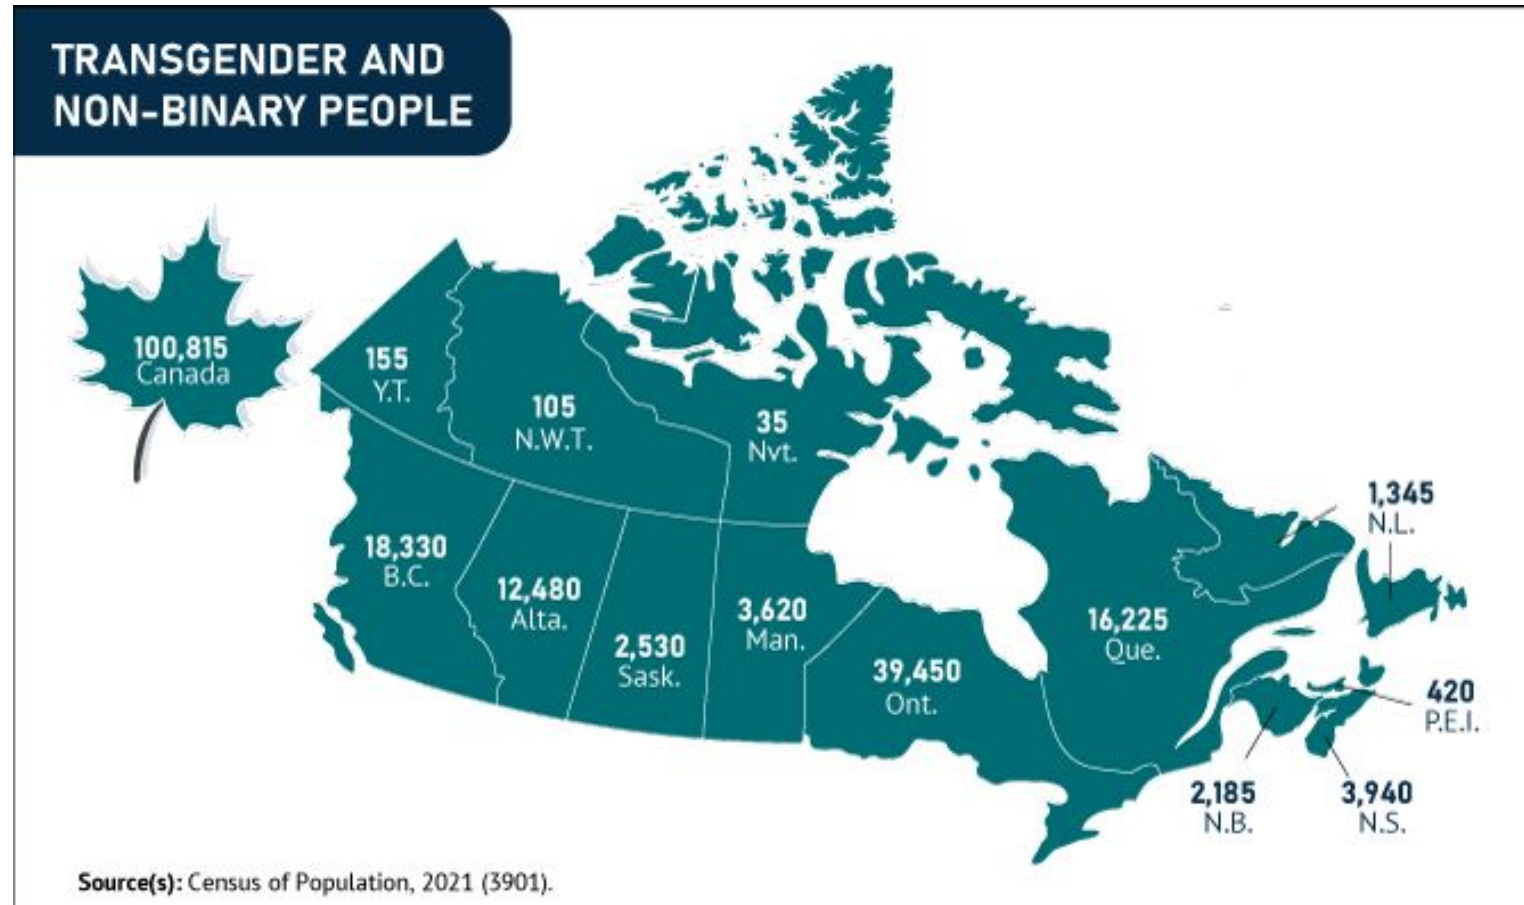 TRANSGENDER AND
NON-BINARY PEOPLE
100,815
Canada
155
Y.T.
105
N.W.T.
35
Nvt.
18,330
B.C.
12,480
Alta.
2,530
Sask.
3,620
Man.
39,450
Ont.
16,225
Que.
1,345
N.L.
420
P.E.I.
2,185
N.B.
3,940
N.S.
Source(s): Census of Population, 2021 (3901).